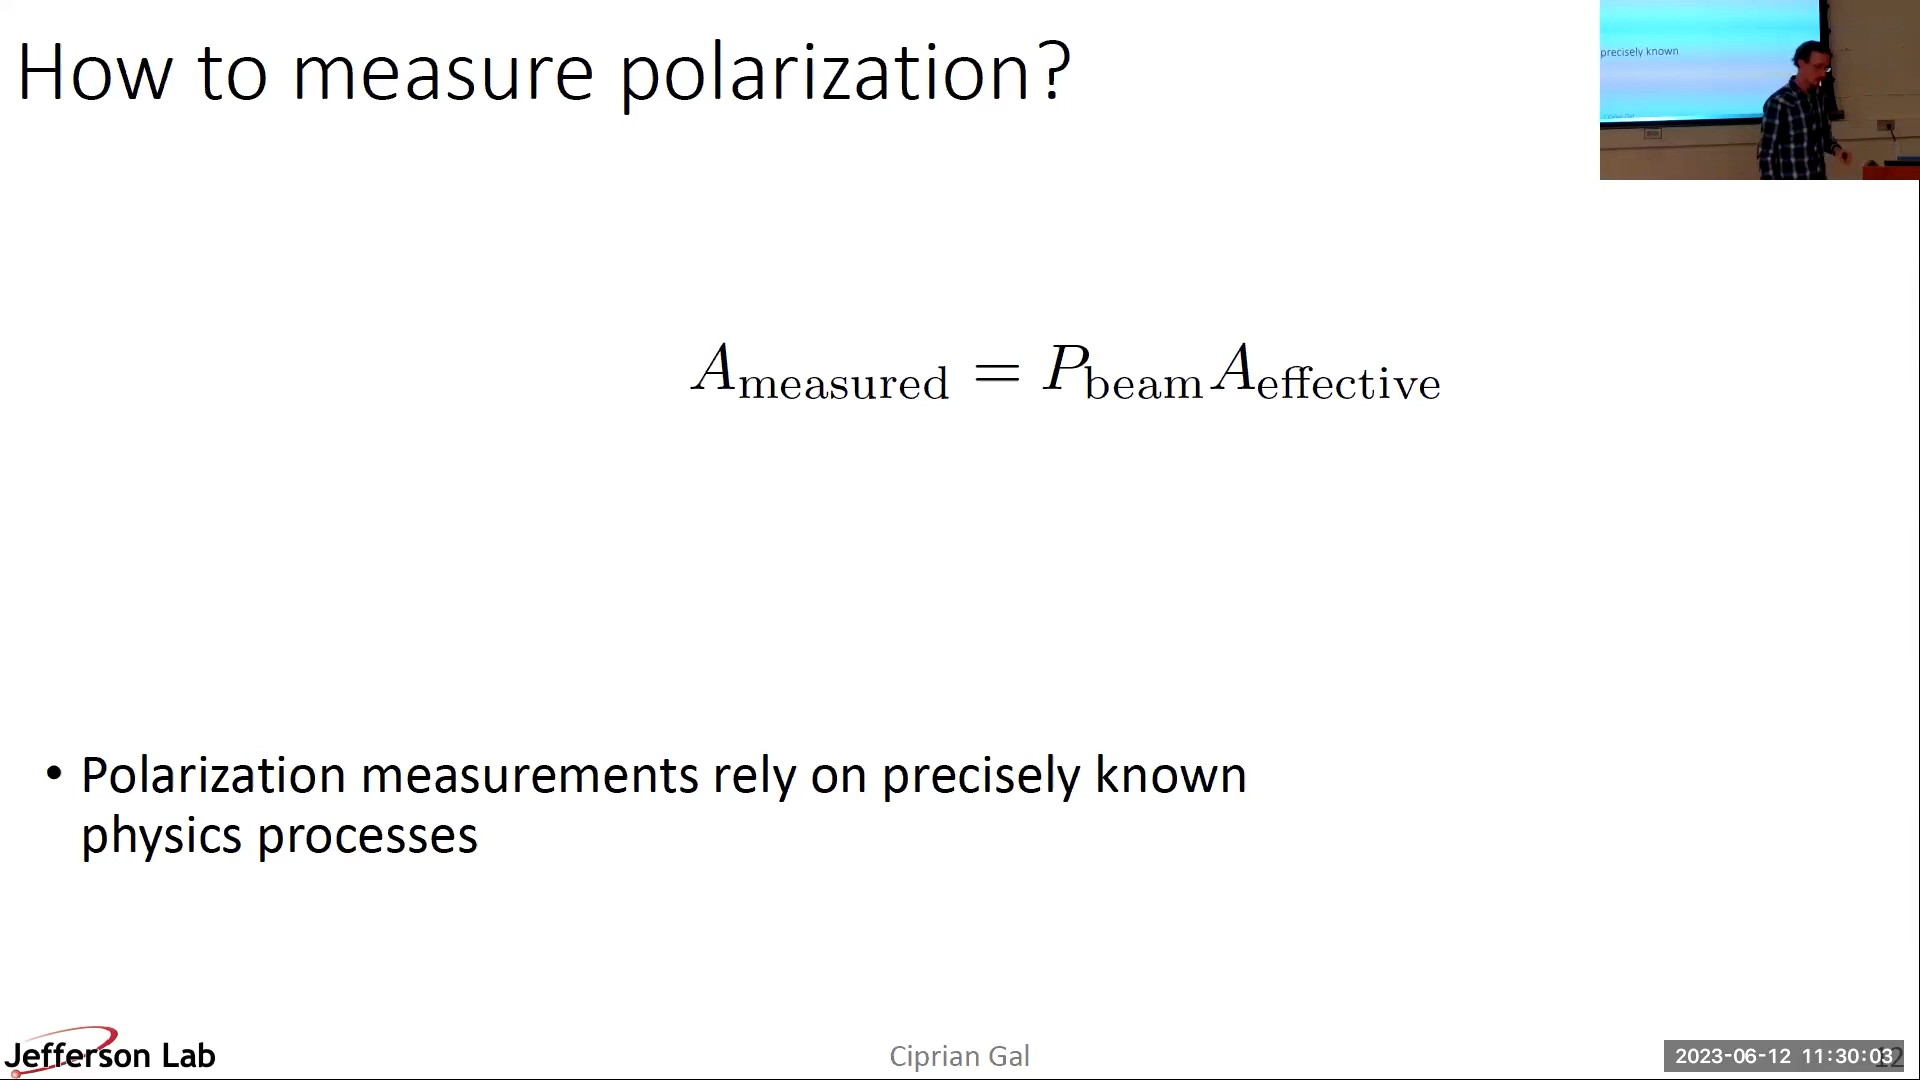 How to measure polarization?
precisely known
A_measured = P_beam A_effective
• Polarization measurements rely on precisely known
physics processes
Jefferson Lab
Ciprian Gal
2023-06-12 11:30:03
12